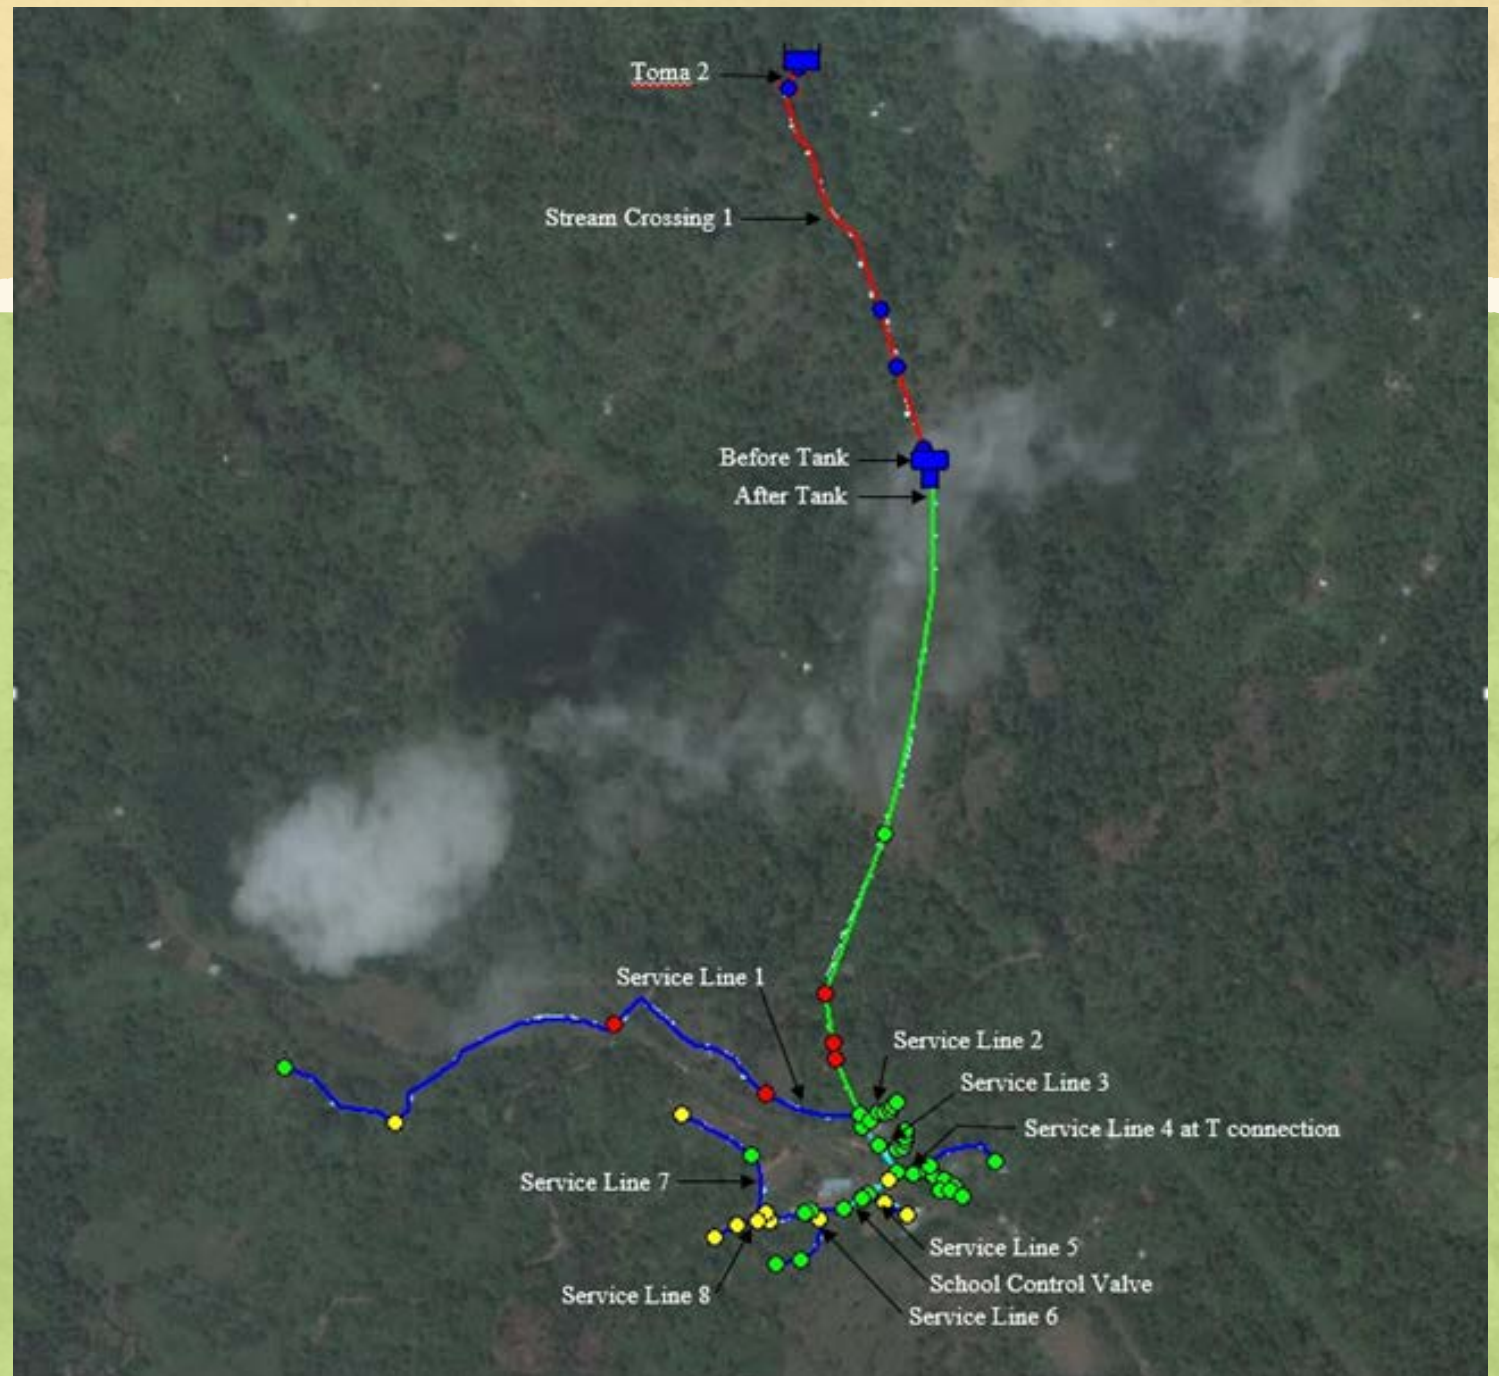 Toma 2
Stream Crossing 1
Before Tank
After Tank
Service Line 1
Service Line 2
Service Line 3
Service Line 4 at T connection
Service Line 7
Service Line 5
School Control Valve
Service Line 8
Service Line 6